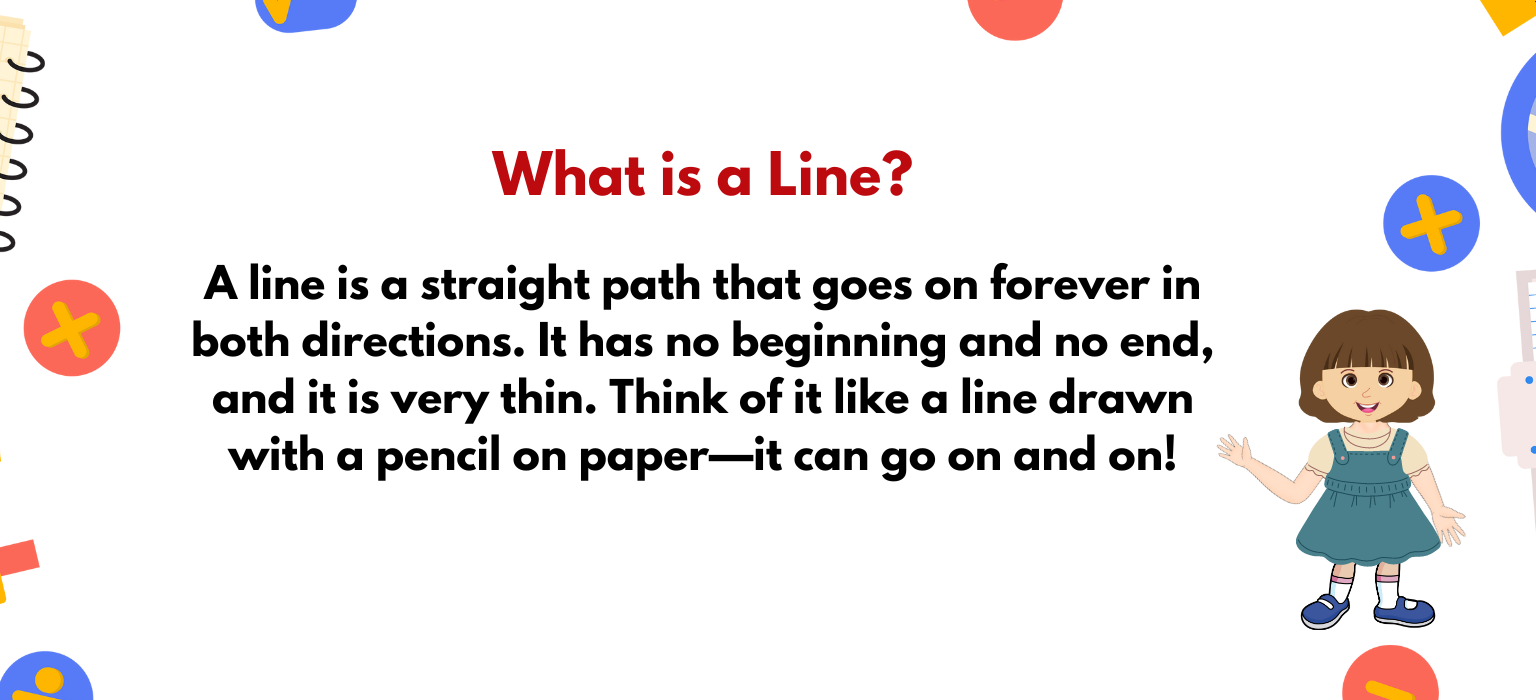 What is a Line?
A line is a straight path that goes on forever in
both directions. It has no beginning and no end,
and it is very thin. Think of it like a line drawn
with a pencil on paper—it can go on and on!